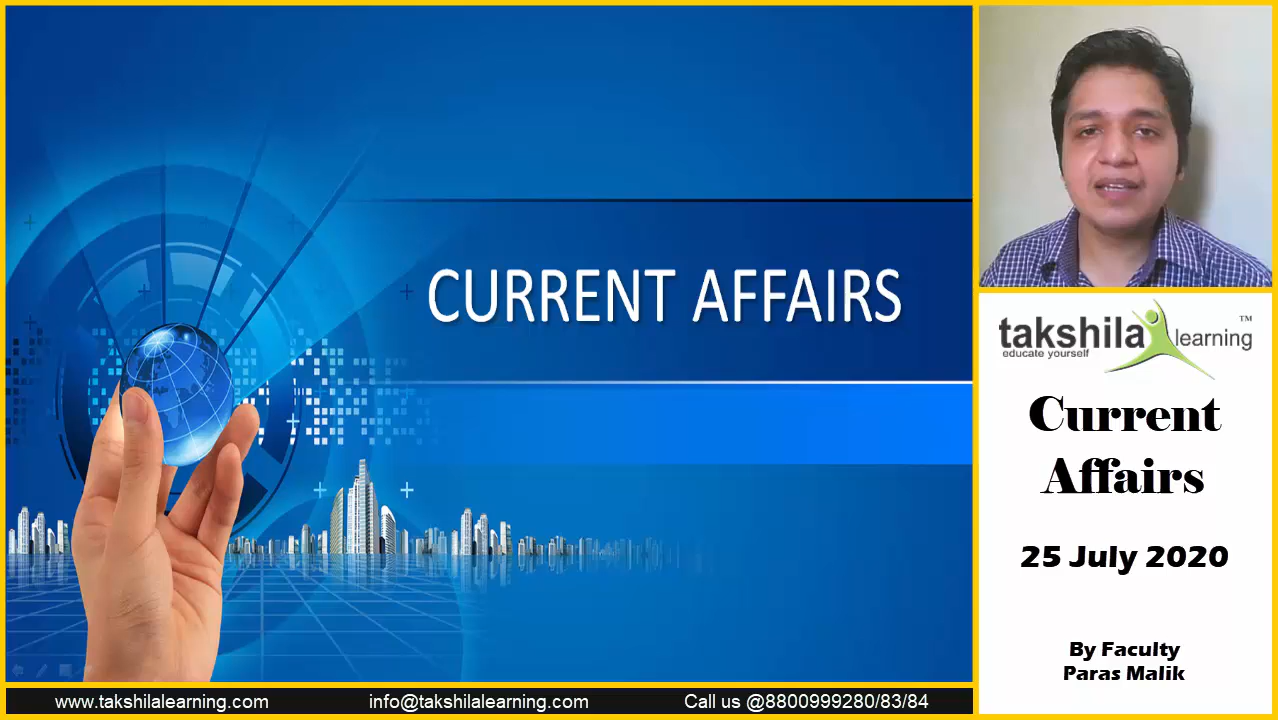 CURRENT AFFAIRS
takshila learning TM
educate yourself
Current
Affairs
25 July 2020
By Faculty
Paras Malik
www.takshilalearning.com info@takshilalearning.com Call us @8800999280/83/84